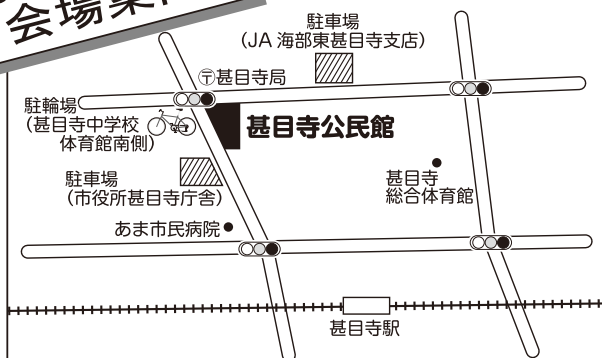 会場案内
駐車場
（JA 海部東甚目寺支店）
〒甚目寺局
駐輪場
（甚目寺中学校
体育館南側）
甚目寺公民館
駐車場
（市役所甚目寺庁舎）
甚目寺
総合体育館
あま市民病院
甚目寺駅